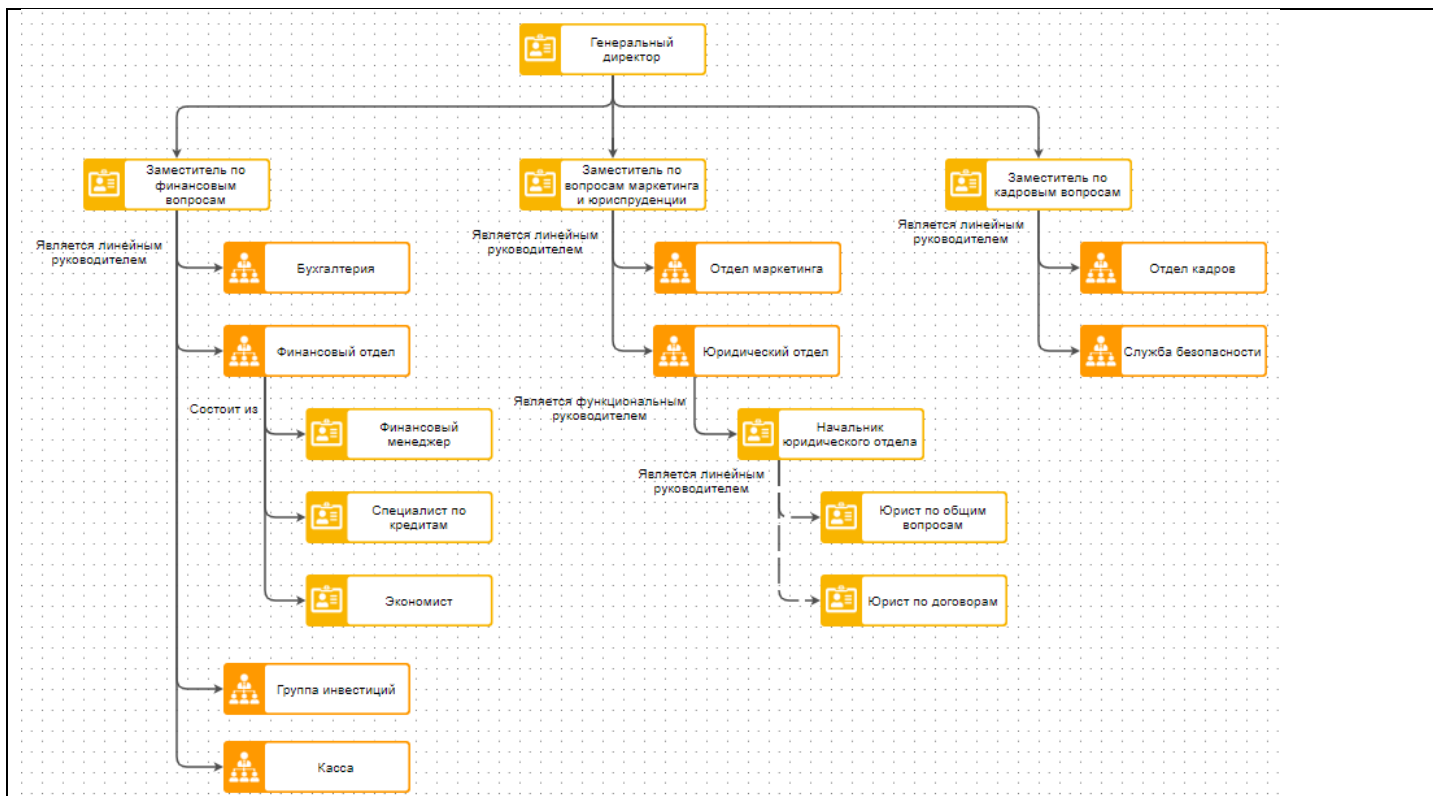 Генеральный
директор
Заместитель по
финансовым
вопросам
Заместитель по
вопросам маркетинга
и юриспруденции
Заместитель по
кадровым вопросам
Является линейным
руководителем
Бухгалтерия
Является линейным
руководителем
Отдел маркетинга
Является линейным
руководителем
Отдел кадров
Финансовый отдел
Юридический отдел
Служба безопасности
Состоит из
Финансовый
менеджер
Является функциональным
руководителем
Начальник
юридического отдела
Является линейным
руководителем
Специалист по
кредитам
Юрист по общим
вопросам
Экономист
Юрист по договорам
Группа инвестиций
Касса